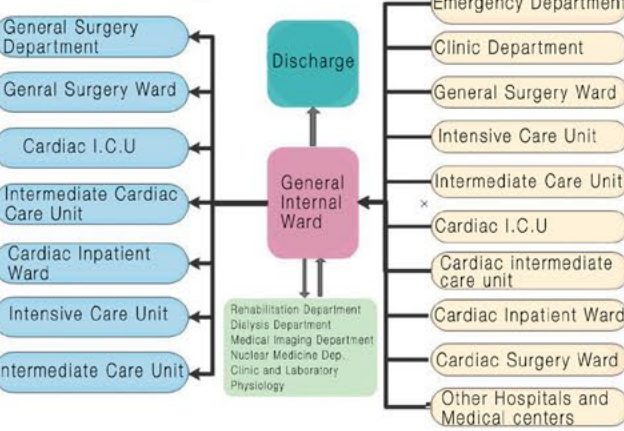 General Surgery
Department
Genral Surgery Ward
Cardiac I.C.U
Intermediate Cardiac
Care Unit
Cardiac Inpatient
Ward
Intensive Care Unit
ntermediate Care Unit
Discharge
General
Internal
Ward
Rehabilitation Department
Dialysis Department
Medical Imaging Department
Nuclear Medicine Dep.
Clinic and Laboratory
Physiology
Emergency Department
Clinic Department
General Surgery Ward
Intensive Care Unit
Intermediate Care Unit
Cardiac I.C.U
Cardiac intermediate
care unit
Cardiac Inpatient Ward
Cardiac Surgery Ward
Other Hospitals and
Medical centers